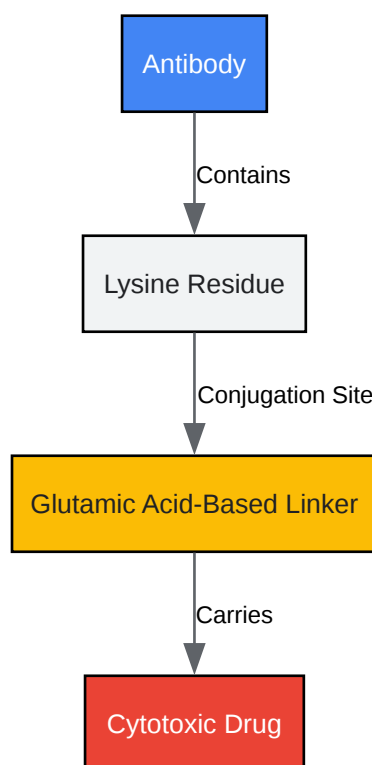 Antibody
Contains
Lysine Residue
Conjugation Site
Glutamic Acid-Based Linker
Carries
Cytotoxic Drug